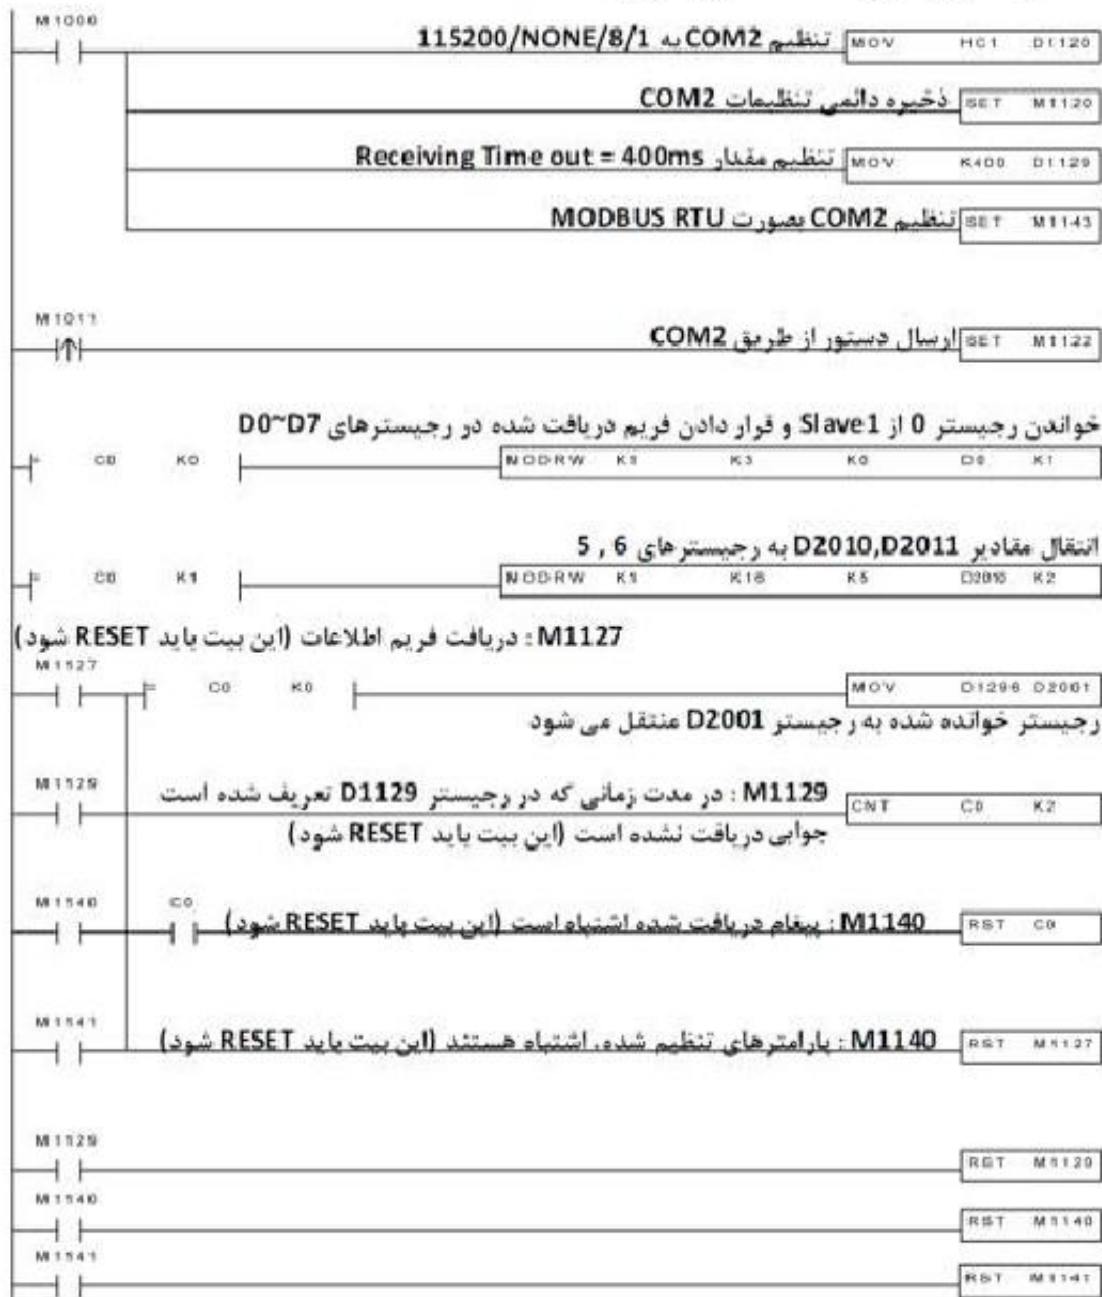 M1000
تنظیم COM2 به 115200/NONE/8/1 MOV HC1 D1120
ذخیره دائمی تنظیمات COM2 SET M1120
تنظیم مقدار Receiving Time out = 400ms MOV K400 D1129
تنظیم COM2 بصورت MODBUS RTU SET M1143
M1011
ارسال دستور از طریق COM2 SET M1122
خواندن رجیستر 0 از Slave1 و قرار دادن فریم دریافت شده در رجیسترهای D0~D7
= C0 K0 MODRW K1 K3 K0 D0 K1
انتقال مقادیر D2010,D2011 به رجیسترهای 6 , 5
= C0 K1 MODRW K1 K16 K5 D2010 K2
M1127 : دریافت فریم اطلاعات (این بیت باید RESET شود)
M1127
= C0 K0 MOV D1296 D2001
رجیستر خوانده شده به رجیستر D2001 منتقل می شود
M1129
M1129 : در مدت زمانی که در رجیستر D1129 تعریف شده است
CNT C0 K2
جوابی دریافت نشده است (این بیت باید RESET شود)
M1140 C0
M1140 : پیغام دریافت شده اشتباه است (این بیت باید RESET شود) RST C0
M1141
M1140 : پارامترهای تنظیم شده، اشتباه هستند (این بیت باید RESET شود) RST M1127
M1129
RST M1129
M1140
RST M1140
M1141
RST M1141